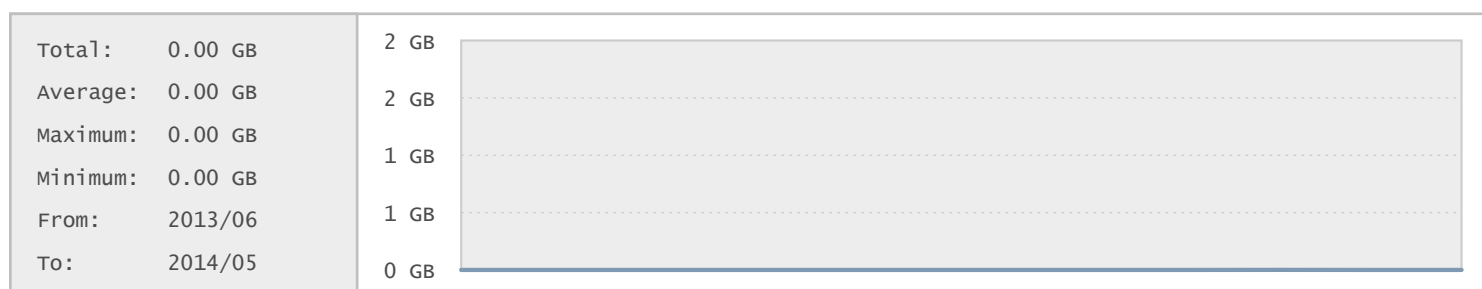 Total: 0.00 GB
Average: 0.00 GB
Maximum: 0.00 GB
Minimum: 0.00 GB
From: 2013/06
To: 2014/05
2 GB
2 GB
1 GB
1 GB
0 GB